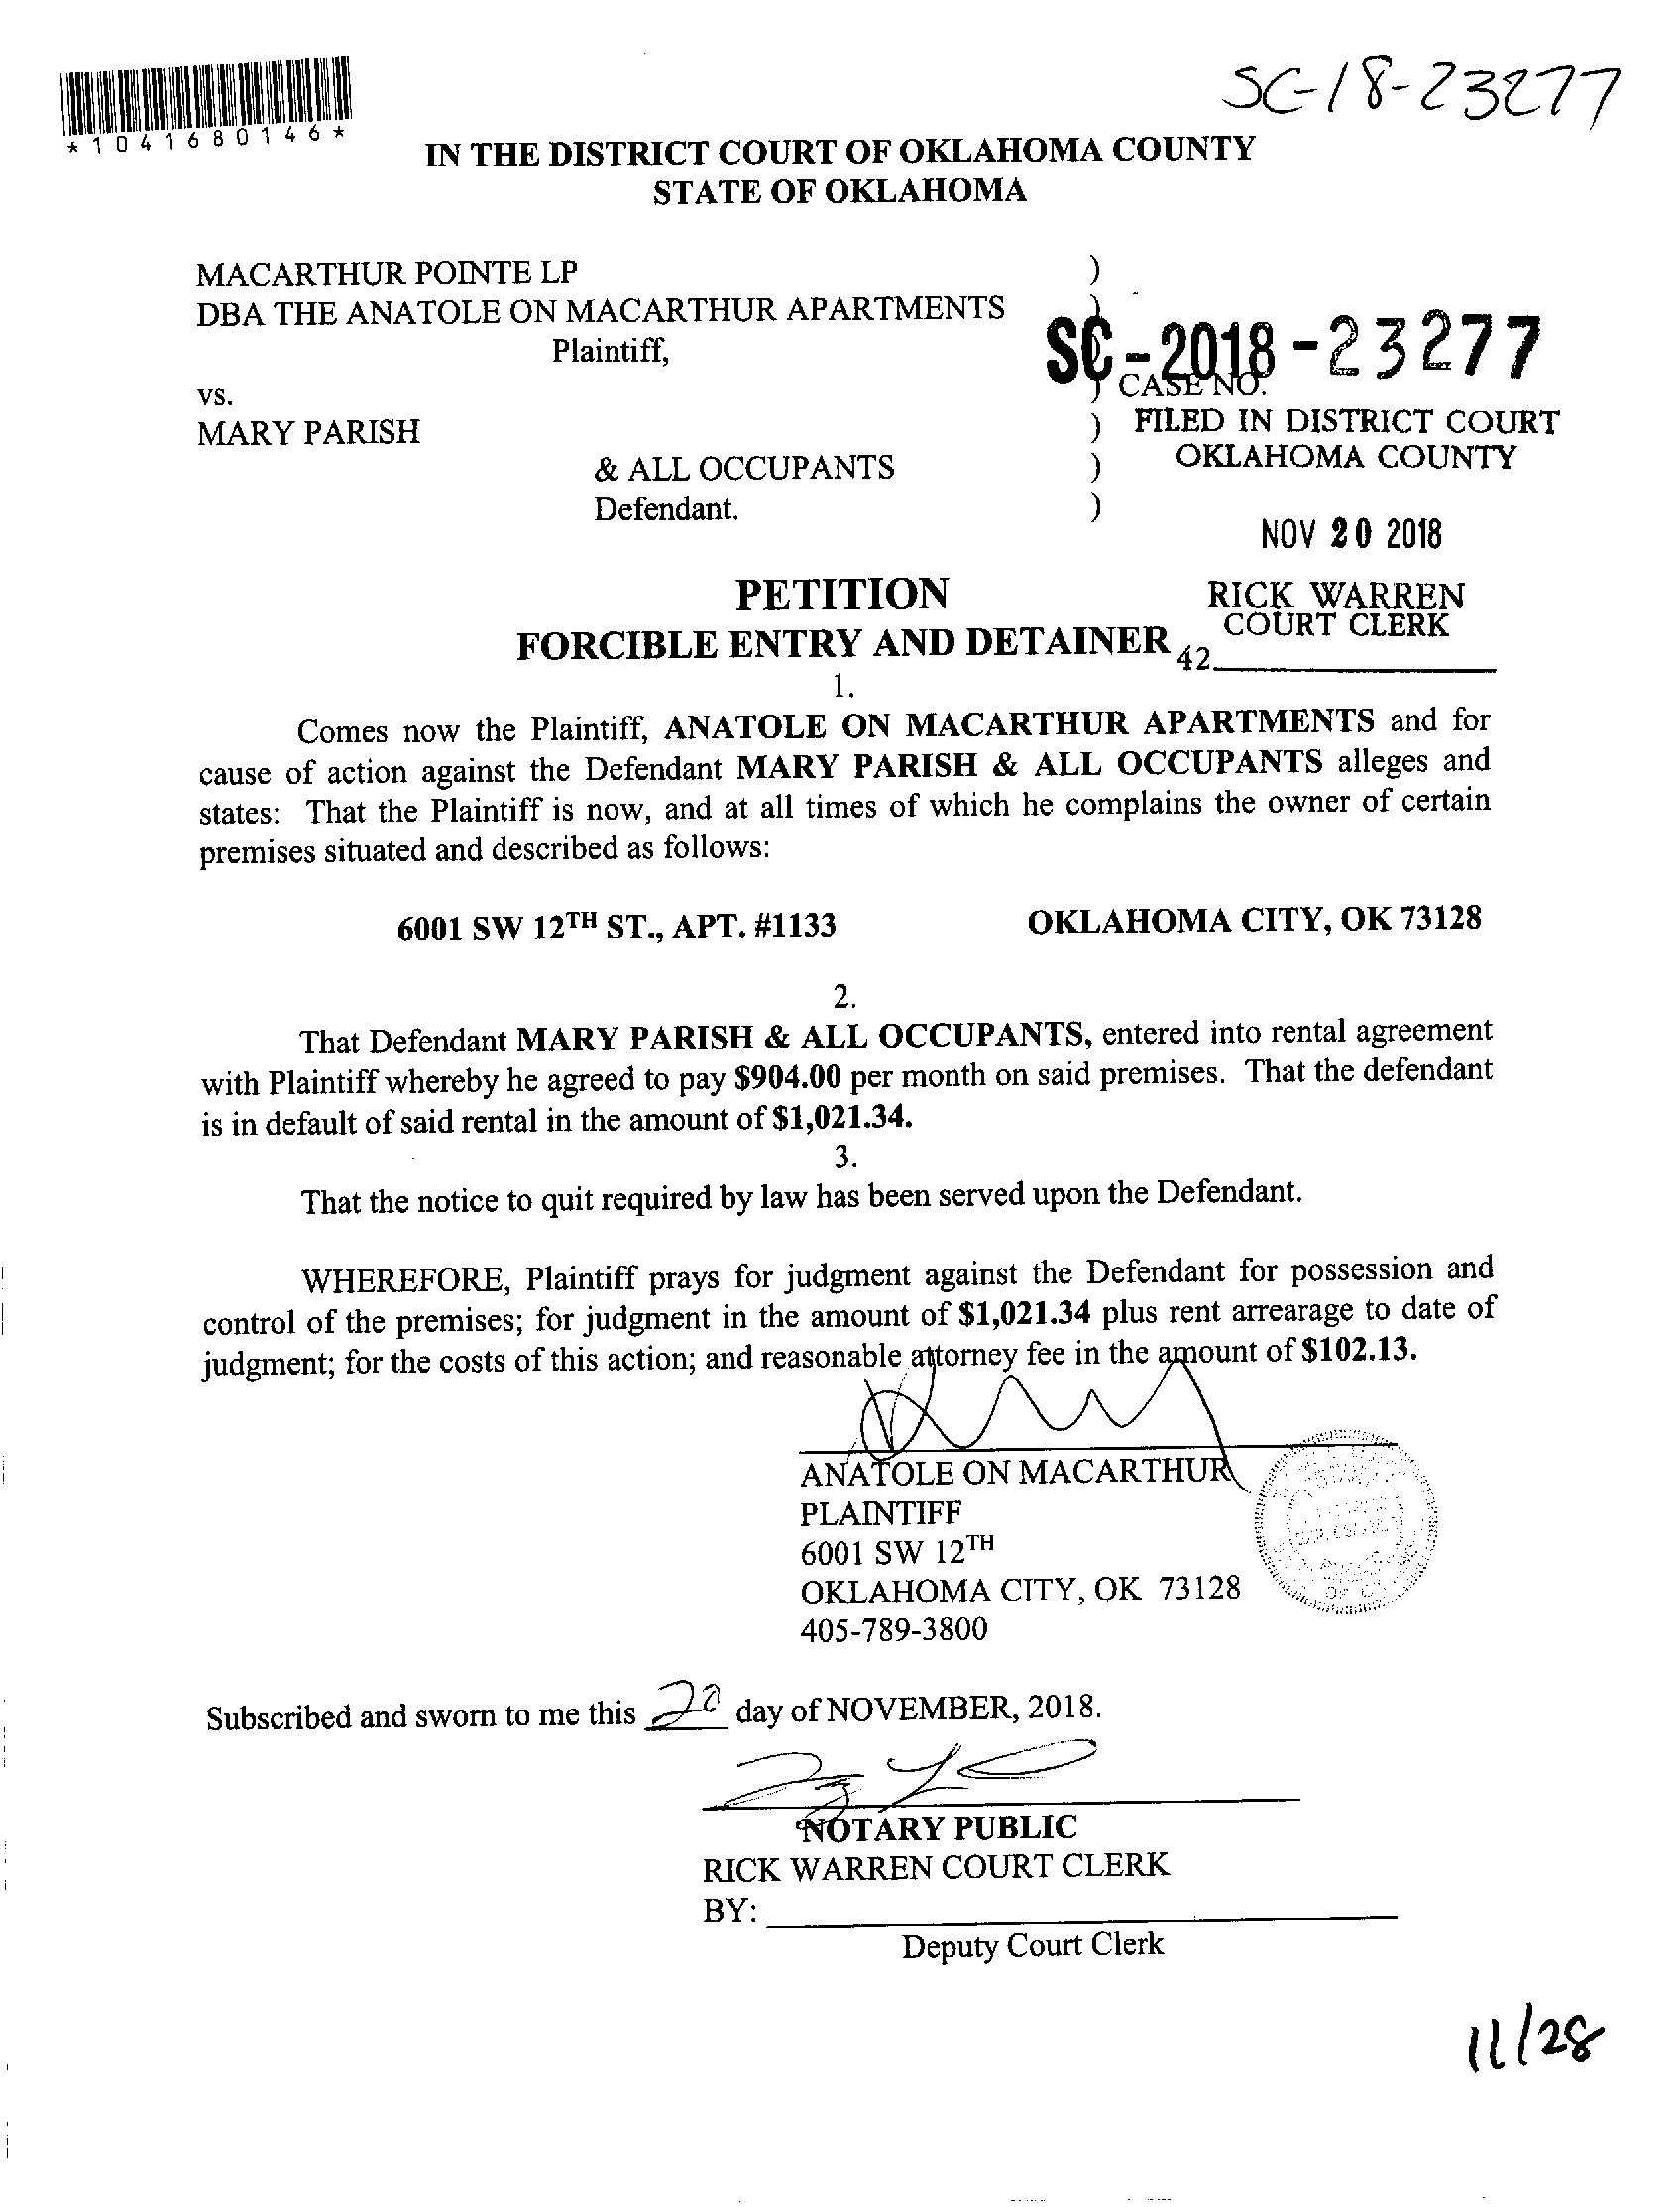 SC-18-23277
*1041680146*
IN THE DISTRICT COURT OF OKLAHOMA COUNTY
STATE OF OKLAHOMA
MACARTHUR POINTE LP )
DBA THE ANATOLE ON MACARTHUR APARTMENTS )
Plaintiff, SC-2018-23277
vs. ) CASE NO.
MARY PARISH ) FILED IN DISTRICT COURT
& ALL OCCUPANTS ) OKLAHOMA COUNTY
Defendant. )
NOV 20 2018
PETITION RICK WARREN
FORCIBLE ENTRY AND DETAINER COURT CLERK
42
1.
Comes now the Plaintiff, ANATOLE ON MACARTHUR APARTMENTS and for
cause of action against the Defendant MARY PARISH & ALL OCCUPANTS alleges and
states: That the Plaintiff is now, and at all times of which he complains the owner of certain
premises situated and described as follows:
6001 SW 12TH ST., APT. #1133 OKLAHOMA CITY, OK 73128
2.
That Defendant MARY PARISH & ALL OCCUPANTS, entered into rental agreement
with Plaintiff whereby he agreed to pay $904.00 per month on said premises. That the defendant
is in default of said rental in the amount of $1,021.34.
3.
That the notice to quit required by law has been served upon the Defendant.
WHEREFORE, Plaintiff prays for judgment against the Defendant for possession and
control of the premises; for judgment in the amount of $1,021.34 plus rent arrearage to date of
judgment; for the costs of this action; and reasonable attorney fee in the amount of $102.13.
ANATOLE ON MACARTHUR
PLAINTIFF
6001 SW 12TH
OKLAHOMA CITY, OK 73128
405-789-3800
Subscribed and sworn to me this 20 day of NOVEMBER, 2018.
NOTARY PUBLIC
RICK WARREN COURT CLERK
BY:
Deputy Court Clerk
11/28